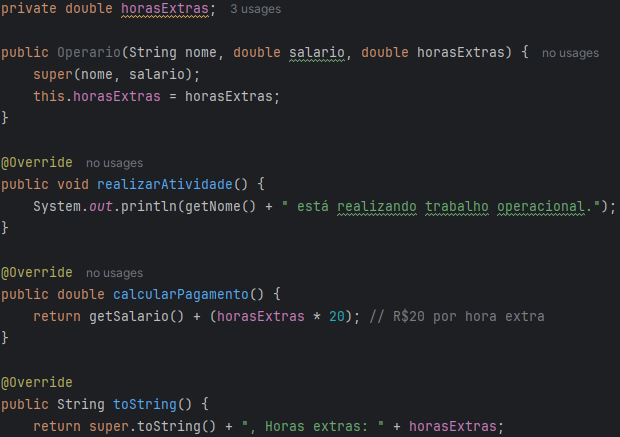 private double horasExtras; 3 usages
public Operario(String nome, double salario, double horasExtras) { no usages
super(nome, salario);
this.horasExtras = horasExtras;
}
@Override no usages
public void realizarAtividade() {
System.out.println(getNome() + " está realizando trabalho operacional.");
}
@Override no usages
public double calcularPagamento() {
return getSalario() + (horasExtras * 20); // R$20 por hora extra
}
@Override
public String toString() {
return super.toString() + ", Horas extras: " + horasExtras;